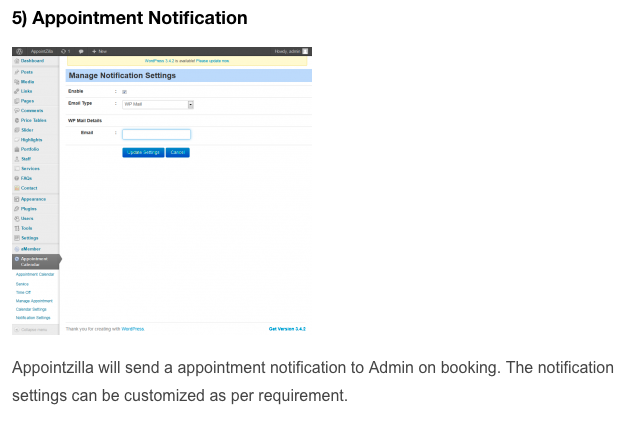 5) Appointment Notification
AppointZilla 1 + New Howdy, admin
WordPress 3.4.2 is available! Please update now.
Dashboard
Posts
Media
Links
Pages
Comments
Price Tables
Slider
Highlights
Portfolio
Staff
Services
FAQs
Contact
Appearance
Plugins
Users
Tools
Settings
aMember
Appointment
Calendar
Appointment Calendar
Service
Time Off
Manage Appointment
Calendar Settings
Notification Settings
Collapse menu
Manage Notification Settings
Enable :
Email Type : WP Mail
WP Mail Details
Email :
Update Settings Cancel
Thank you for creating with WordPress Get Version 3.4.2
Appointzilla will send a appointment notification to Admin on booking. The notification
settings can be customized as per requirement.